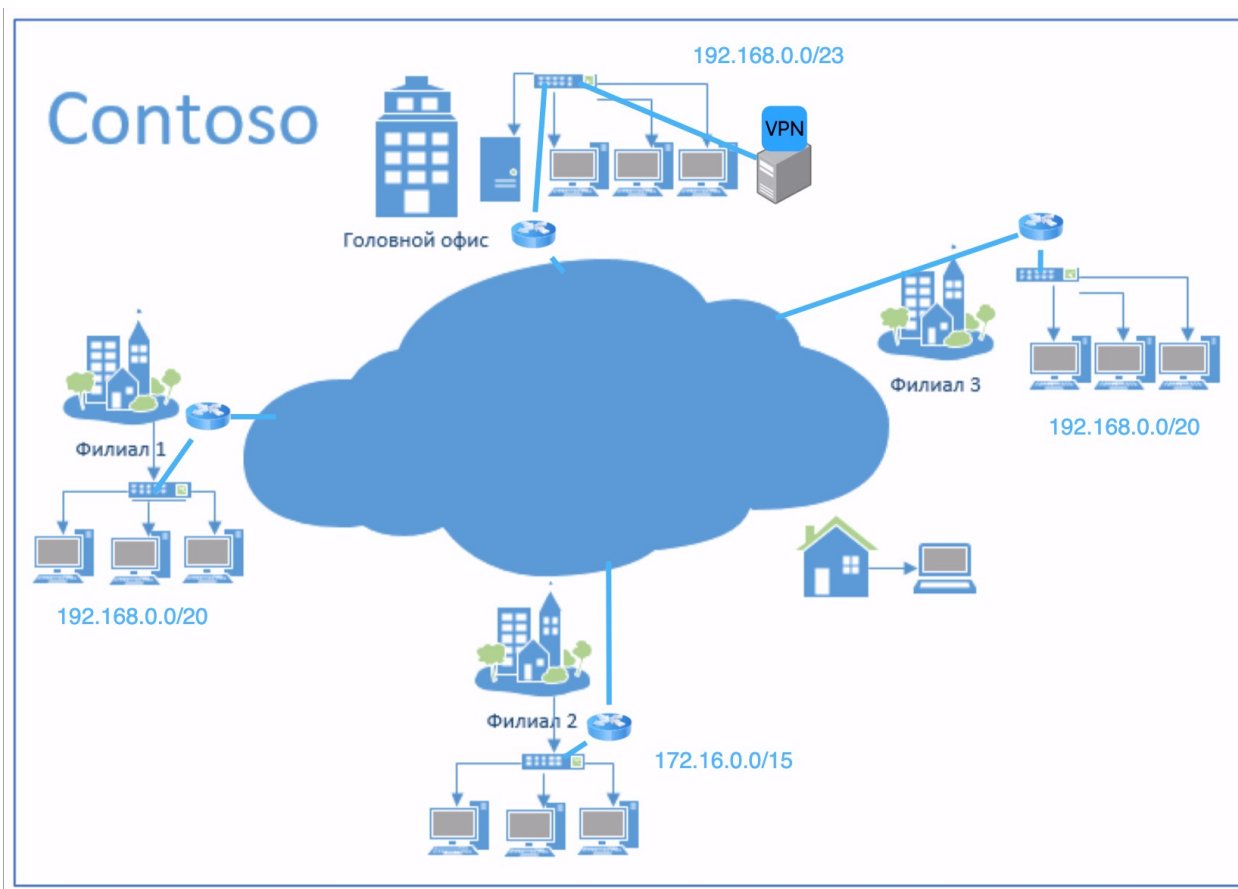 192.168.0.0/23
Contoso
VPN
Головной офис
Филиал 3
192.168.0.0/20
Филиал 1
192.168.0.0/20
Филиал 2
172.16.0.0/15